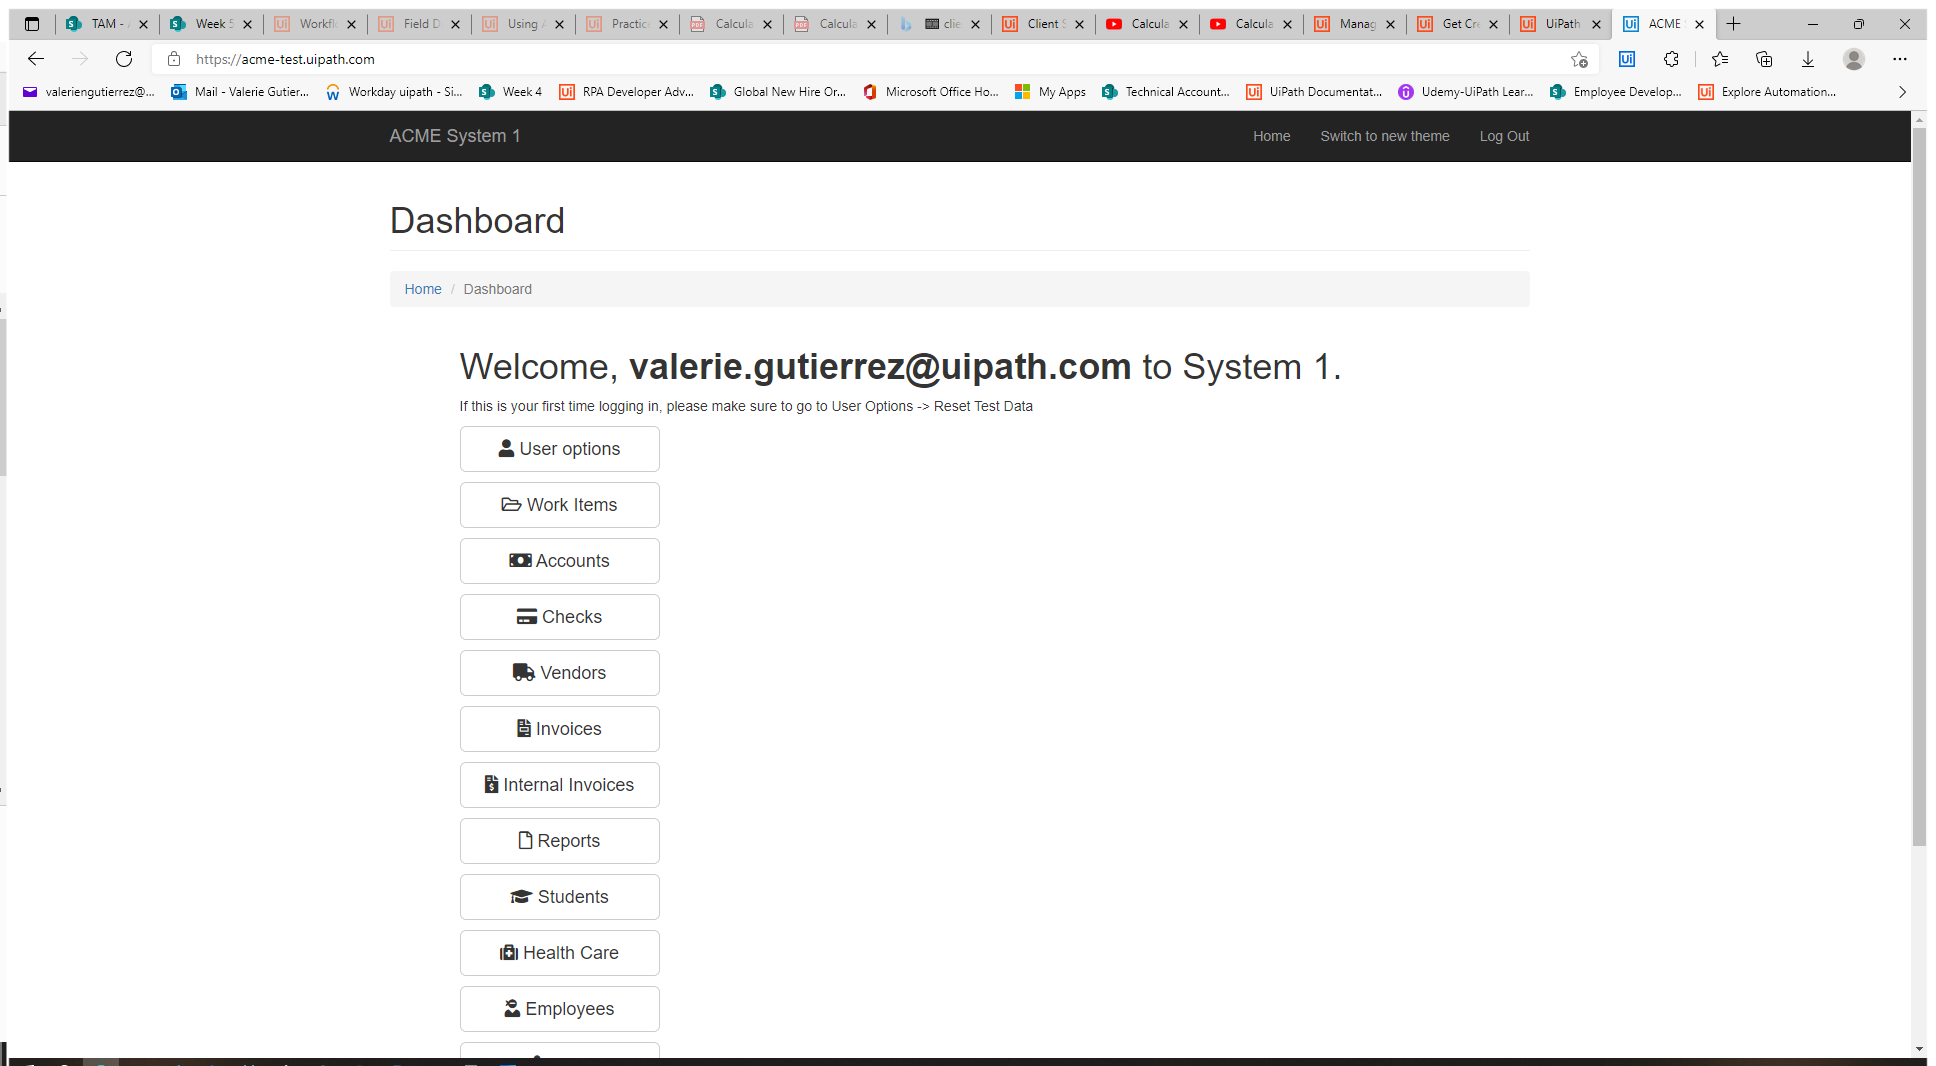 TAM - Week 5 Workfl Field D Using A Practice Calcula Calcula clie Client S Calcula Calcula Manag Get Cre UiPath ACME
https://acme-test.uipath.com
valeriengutierrez@... Mail - Valerie Gutier... Workday uipath - Si... Week 4 RPA Developer Adv... Global New Hire Or... Microsoft Office Ho... My Apps Technical Account... UiPath Documentat... Udemy-UiPath Lear... Employee Develop... Explore Automation...
ACME System 1 Home Switch to new theme Log Out
Dashboard
Home / Dashboard
Welcome, valerie.gutierrez@uipath.com to System 1.
If this is your first time logging in, please make sure to go to User Options -> Reset Test Data
User options
Work Items
Accounts
Checks
Vendors
Invoices
Internal Invoices
Reports
Students
Health Care
Employees